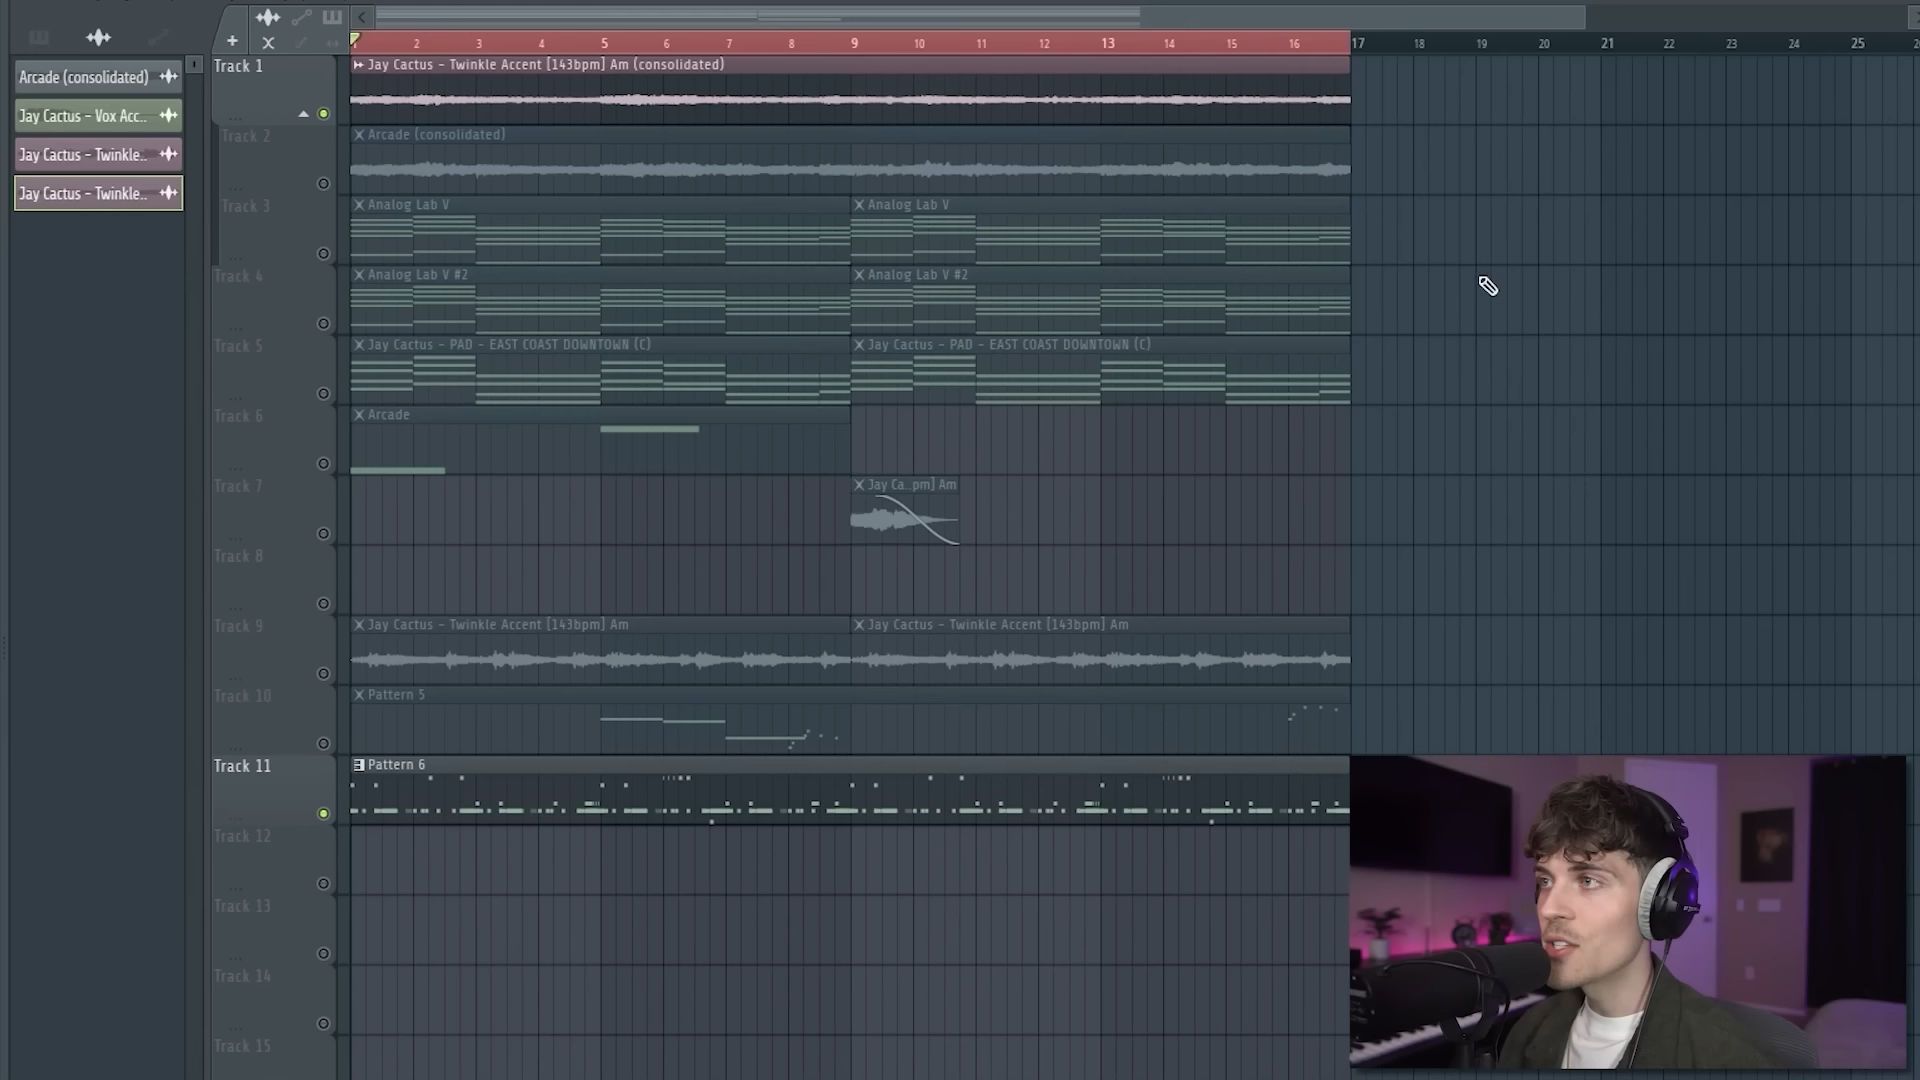 Arcade (consolidated)
Jay Cactus - Vox Acc..
Jay Cactus - Twinkle..
Jay Cactus - Twinkle..
2 3 4 5 6 7 8 9 10 11 12 13 14 15 16 17 18 19 20 21 22 23 24 25
Track 1
Jay Cactus - Twinkle Accent [143bpm] Am (consolidated)
Track 2
Arcade (consolidated)
Track 3
Analog Lab V
Analog Lab V
Track 4
Analog Lab V #2
Analog Lab V #2
Track 5
Jay Cactus - PAD - EAST COAST DOWNTOWN (C)
Jay Cactus - PAD - EAST COAST DOWNTOWN (C)
Track 6
Arcade
Track 7
Jay Ca..pm] Am
Track 8
Track 9
Jay Cactus - Twinkle Accent [143bpm] Am
Jay Cactus - Twinkle Accent [143bpm] Am
Track 10
Pattern 5
Track 11
Pattern 6
Track 12
Track 13
Track 14
Track 15